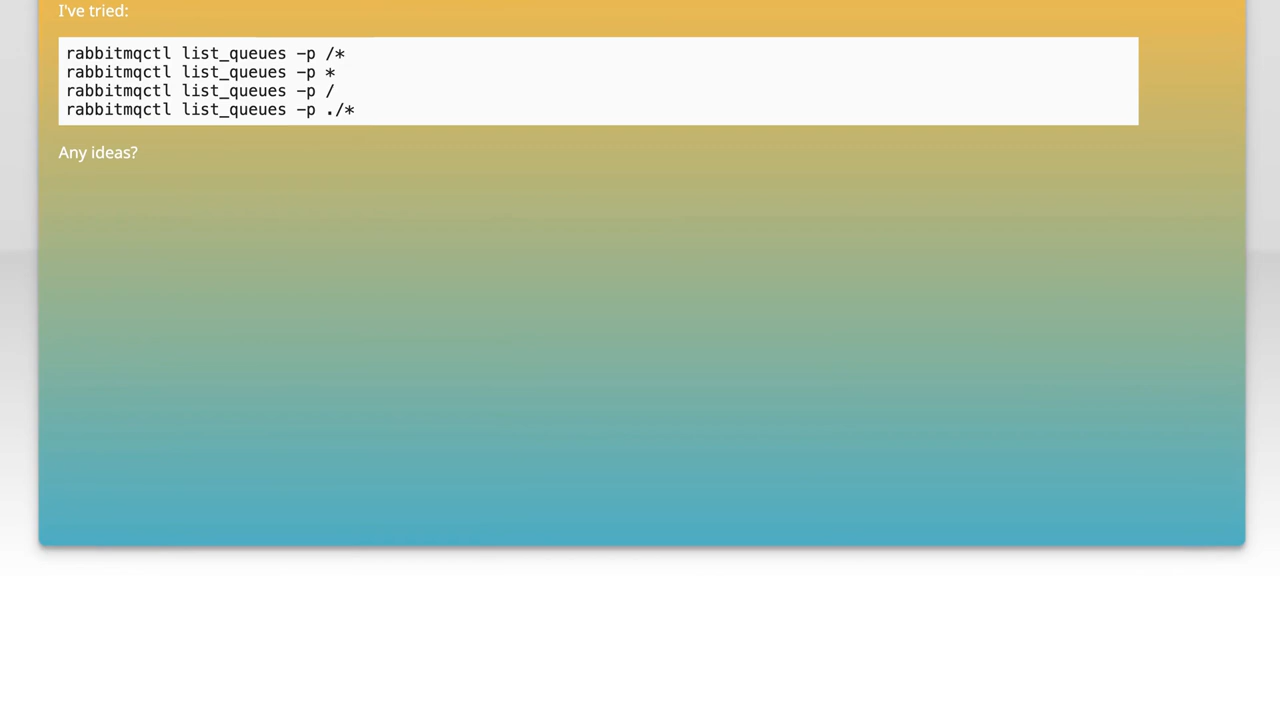 I've tried:
rabbitmqctl list_queues -p /*
rabbitmqctl list_queues -p *
rabbitmqctl list_queues -p /
rabbitmqctl list_queues -p ./*
Any ideas?